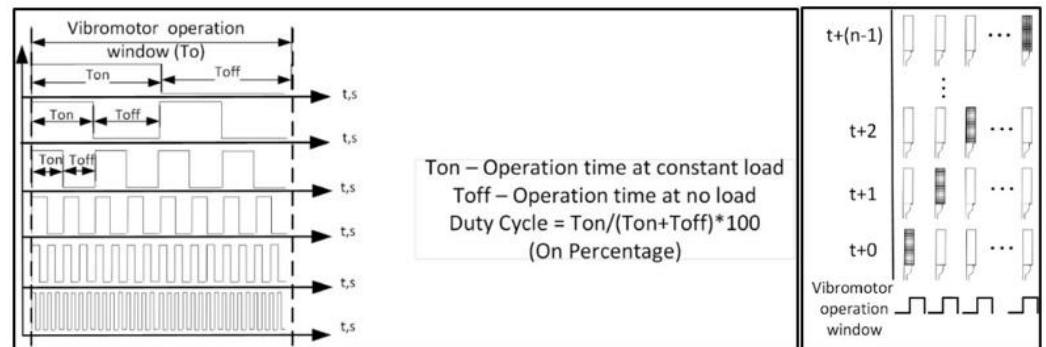 Vibromotor operation
window (To)
Ton
Toff
t,s
Ton
Toff
t,s
Ton
Toff
t,s
t,s
t,s
t,s
Ton – Operation time at constant load
Toff – Operation time at no load
Duty Cycle = Ton/(Ton+Toff)*100
(On Percentage)
t+(n-1)
t+2
t+1
t+0
Vibromotor
operation
window